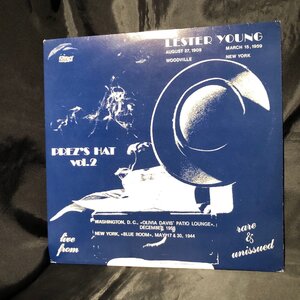 LESTER YOUNG
AUGUST 27, 1909
MARCH 15, 1959
WOODVILLE
NEW YORK
PREZ'S HAT
vol.2
WASHINGTON, D. C., «OLIVIA DAVIS' PATIO LOUNGE»,
DECEMBER, 1956
NEW YORK, «BLUE ROOM», MAY, 17 & 30, 1944
live
from
rare
&
unissued